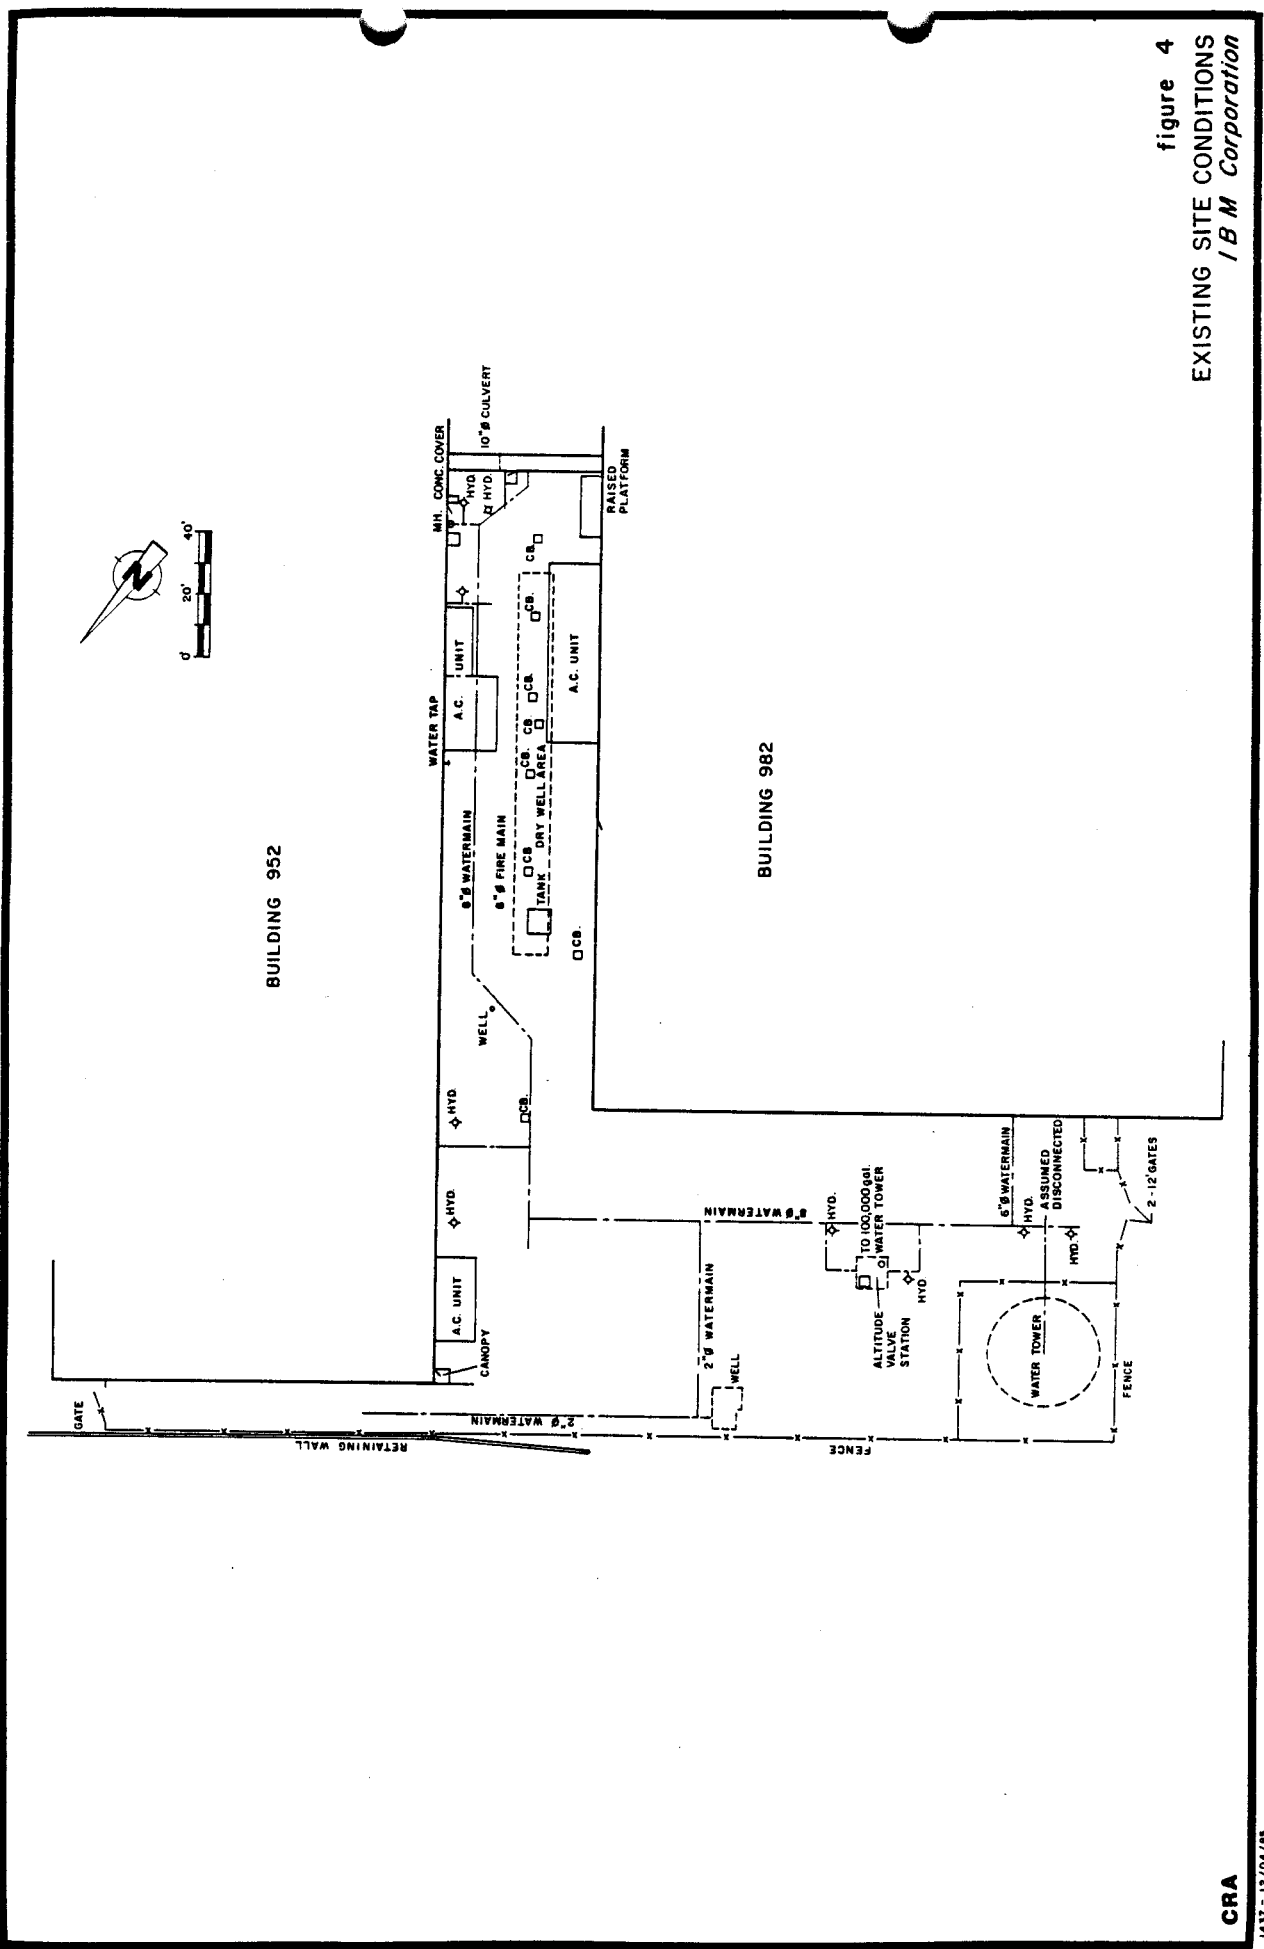 figure 4
EXISTING SITE CONDITIONS
IBM Corporation
N
0' 20' 40'
BUILDING 952
BUILDING 982
GATE
RETAINING WALL
A.C. UNIT
CANOPY
HYD.
HYD.
CB.
WELL
WATER TAP
A.C. UNIT
MH.
CONC. COVER
HYD.
HYD.
10"Ø CULVERT
RAISED
PLATFORM
6"Ø WATERMAIN
6"Ø FIRE MAIN
TANK
DRY WELL AREA
CB
CB.
CB.
CB.
CB.
CB.
CB.
A.C. UNIT
2"Ø WATERMAIN
2"Ø WATERMAIN
WELL
8"Ø WATERMAIN
HYD.
TO 100,000 gal.
WATER TOWER
ALTITUDE
VALVE
STATION
HYD.
6"Ø WATERMAIN
HYD.
ASSUMED
DISCONNECTED
HYD.
WATER TOWER
FENCE
FENCE
2-12' GATES
CRA